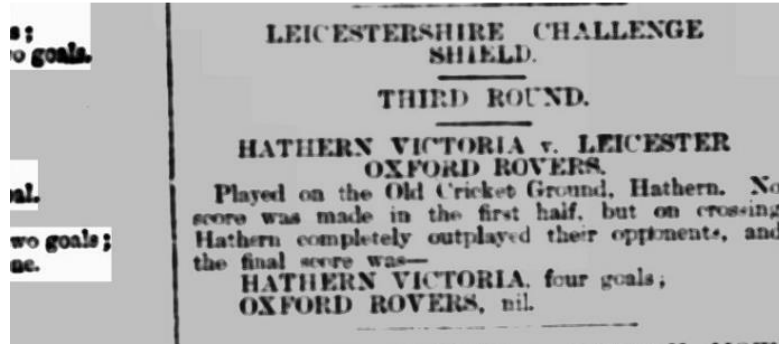 s;
wo goals.
al.
wo goals;
ne.
LEICESTERSHIRE CHALLENGE
SHIELD.
THIRD ROUND.
HATHERN VICTORIA v. LEICESTER
OXFORD ROVERS.
Played on the Old Cricket Ground, Hathern. No
score was made in the first half, but on crossing
Hathern completely outplayed their opponents, and
the final score was—
HATHERN VICTORIA, four goals;
OXFORD ROVERS, nil.